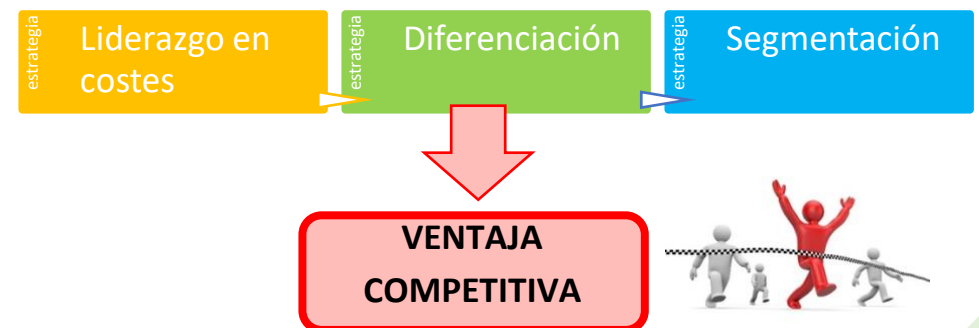 estrategia
Liderazgo en
costes
estrategia
Diferenciación
estrategia
Segmentación
VENTAJA
COMPETITIVA